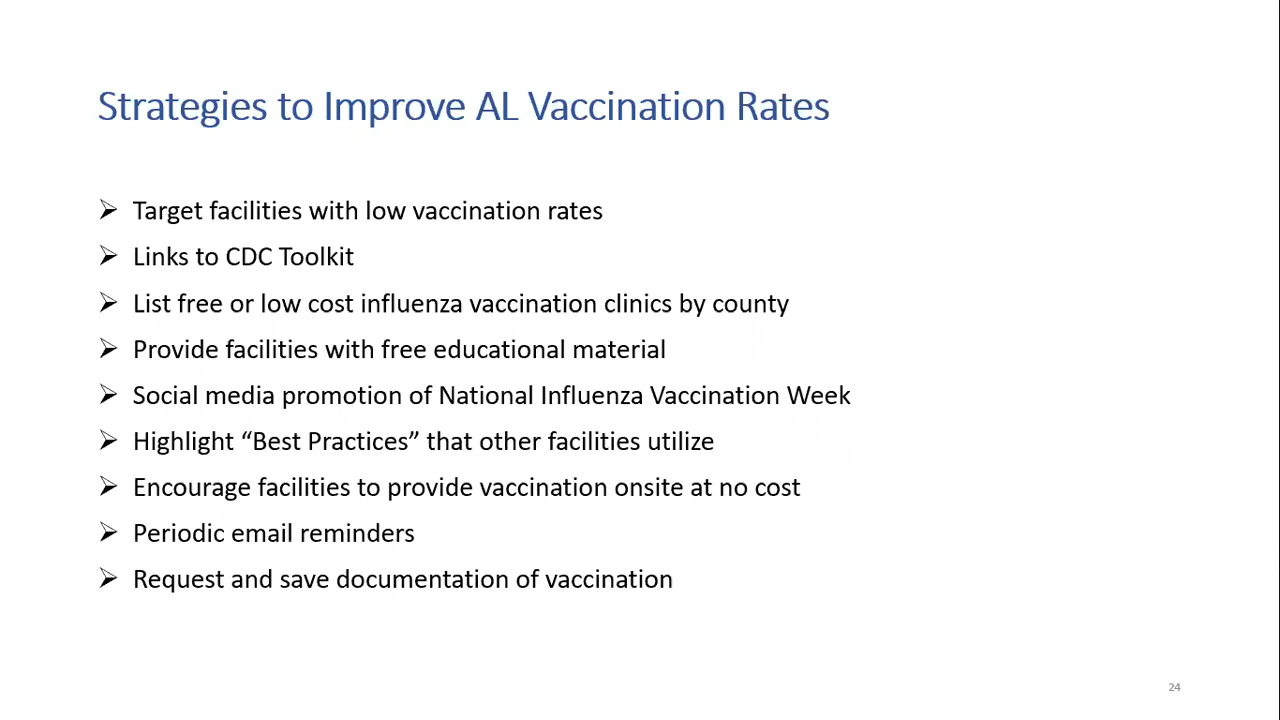 Strategies to Improve AL Vaccination Rates
➢ Target facilities with low vaccination rates
➢ Links to CDC Toolkit
➢ List free or low cost influenza vaccination clinics by county
➢ Provide facilities with free educational material
➢ Social media promotion of National Influenza Vaccination Week
➢ Highlight “Best Practices” that other facilities utilize
➢ Encourage facilities to provide vaccination onsite at no cost
➢ Periodic email reminders
➢ Request and save documentation of vaccination
24